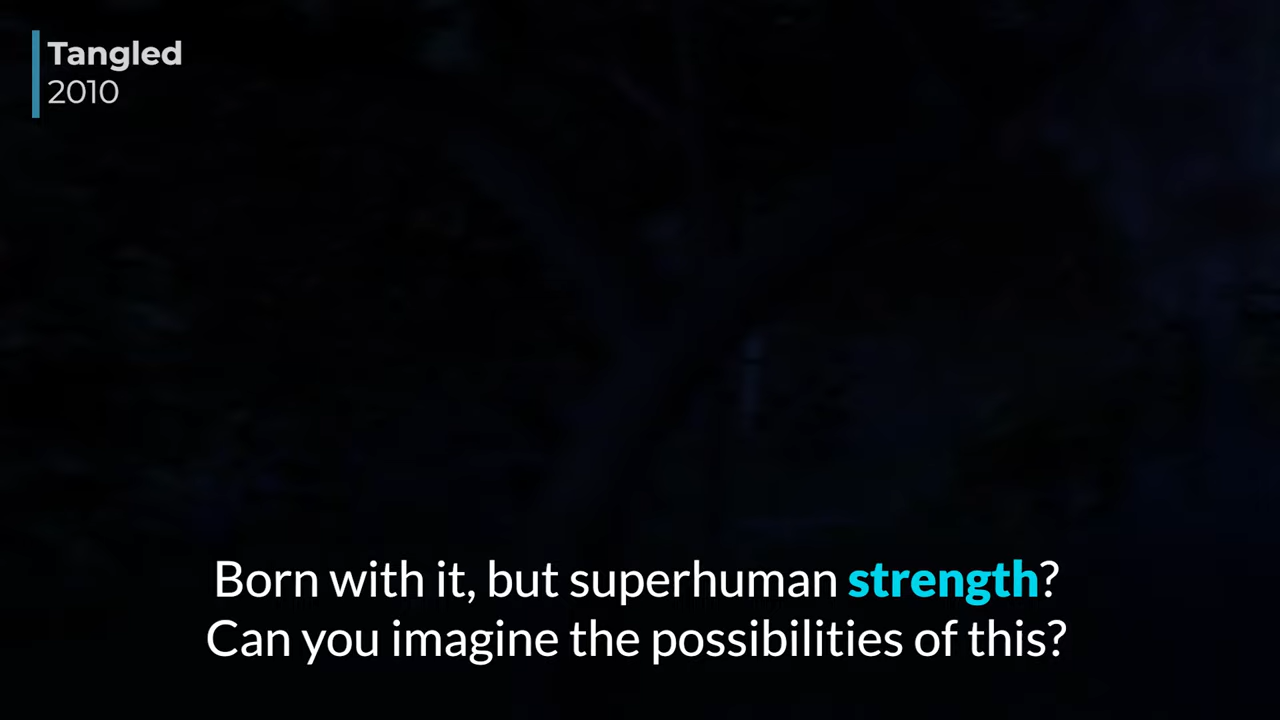 Tangled
2010
Born with it, but superhuman strength?
Can you imagine the possibilities of this?